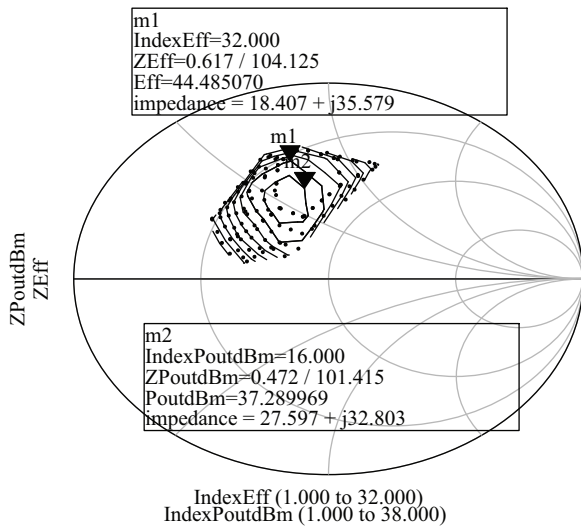 m1
IndexEff=32.000
ZEff=0.617 / 104.125
Eff=44.485070
impedance = 18.407 + j35.579
m1
m2
ZPoutdBm
ZEff
m2
IndexPoutdBm=16.000
ZPoutdBm=0.472 / 101.415
PoutdBm=37.289969
impedance = 27.597 + j32.803
IndexEff (1.000 to 32.000)
IndexPoutdBm (1.000 to 38.000)